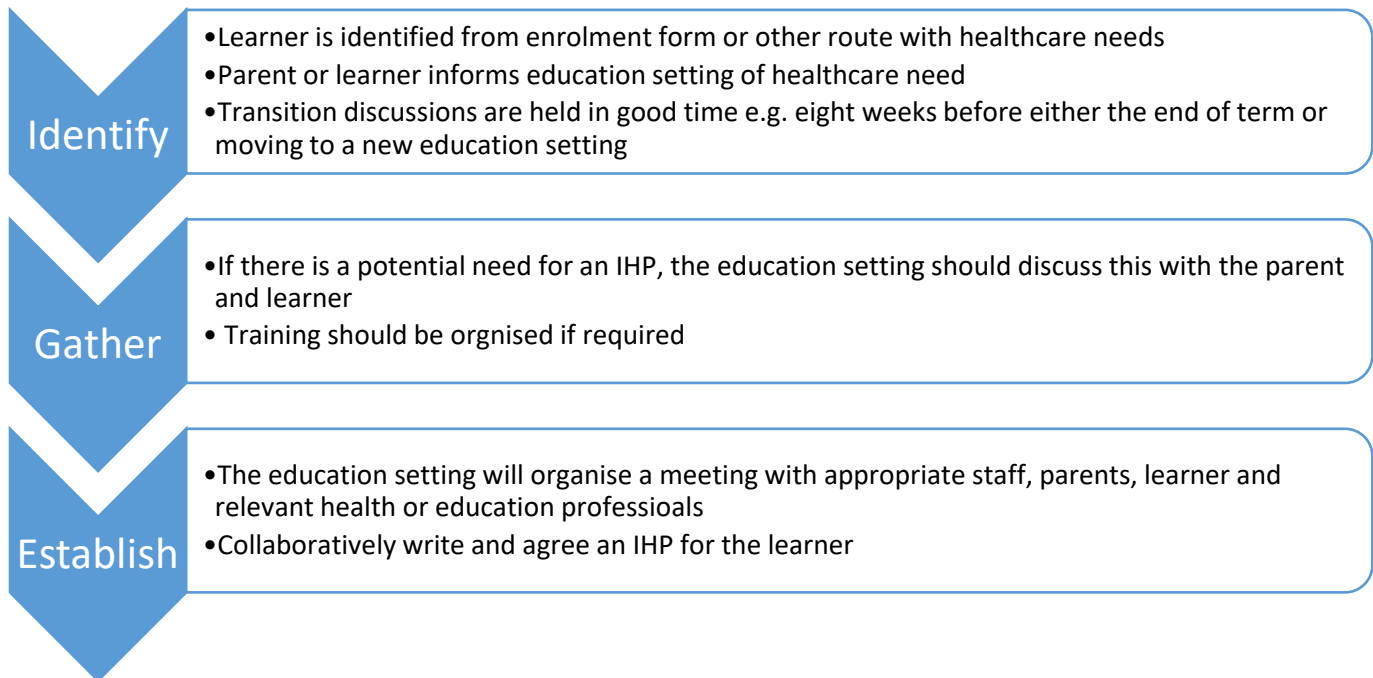 Identify
•Learner is identified from enrolment form or other route with healthcare needs
•Parent or learner informs education setting of healthcare need
•Transition discussions are held in good time e.g. eight weeks before either the end of term or
moving to a new education setting
Gather
•If there is a potential need for an IHP, the education setting should discuss this with the parent
and learner
• Training should be orgnised if required
Establish
•The education setting will organise a meeting with appropriate staff, parents, learner and
relevant health or education professioals
•Collaboratively write and agree an IHP for the learner